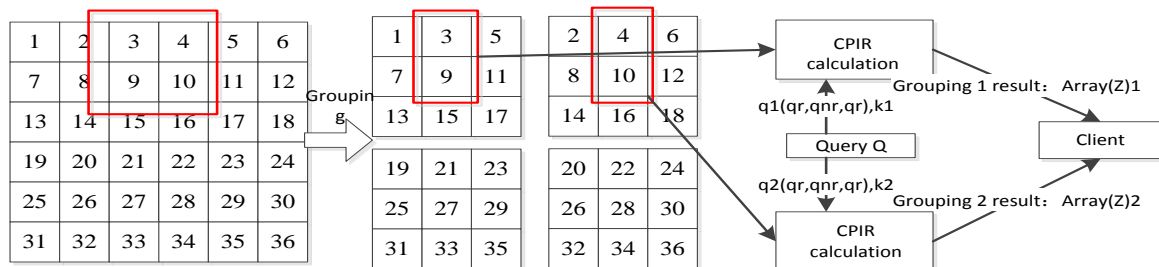 1 2 3 4 5 6
7 8 9 10 11 12
13 14 15 16 17 18
19 20 21 22 23 24
25 26 27 28 29 30
31 32 33 34 35 36
Groupin
g
1 3 5
7 9 11
13 15 17
19 21 23
25 27 29
31 33 35
2 4 6
8 10 12
14 16 18
20 22 24
26 28 30
32 34 36
CPIR
calculation
Grouping 1 result: Array(Z)1
q1(qr,qnr,qr),k1
Query Q
Client
q2(qr,qnr,qr),k2
Grouping 2 result: Array(Z)2
CPIR
calculation